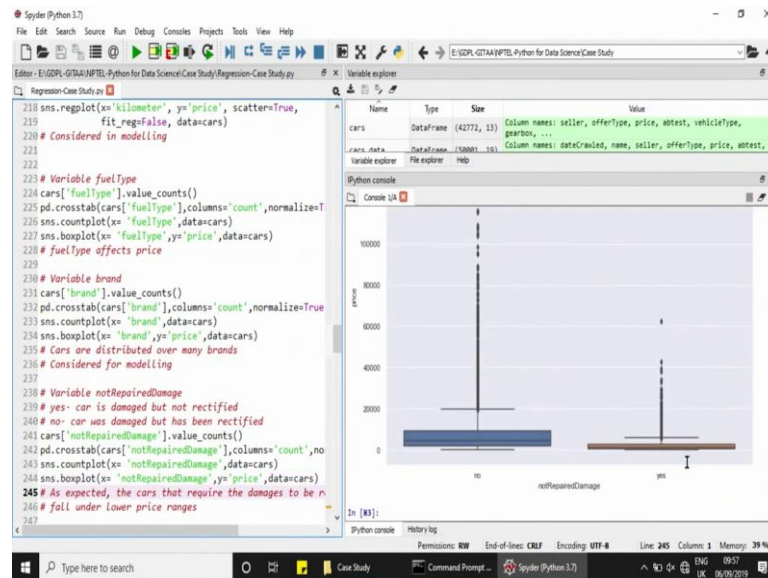 Spyder (Python 3.7)
File Edit Search Source Run Debug Consoles Projects Tools View Help
E:\GDPL-GITAA\NPTEL-Python for Data Science\Case Study
Editor - E:\GDPL-GITAA\NPTEL-Python for Data Science\Case Study\Regression-Case Study.py
Regression-Case Study.py
218 sns.regplot(x='kilometer', y='price', scatter=True,
219 fit_reg=False, data=cars)
220 # Considered in modelling
221
222
223 # Variable fuelType
224 cars['fuelType'].value_counts()
225 pd.crosstab(cars['fuelType'],columns='count',normalize=T
226 sns.countplot(x= 'fuelType',data=cars)
227 sns.boxplot(x= 'fuelType',y='price',data=cars)
228 # fuelType affects price
229
230 # Variable brand
231 cars['brand'].value_counts()
232 pd.crosstab(cars['brand'],columns='count',normalize=True
233 sns.countplot(x= 'brand',data=cars)
234 sns.boxplot(x= 'brand',y='price',data=cars)
235 # Cars are distributed over many brands
236 # Considered for modelling
237
238 # Variable notRepairedDamage
239 # yes- car is damaged but not rectified
240 # no- car was damaged but has been rectified
241 cars['notRepairedDamage'].value_counts()
242 pd.crosstab(cars['notRepairedDamage'],columns='count',no
243 sns.countplot(x= 'notRepairedDamage',data=cars)
244 sns.boxplot(x= 'notRepairedDamage',y='price',data=cars)
245 # As expected, the cars that require the damages to be r
246 # fall under lower price ranges
247
Variable explorer
Name Type Size Value
cars DataFrame (42772, 13) Column names: seller, offerType, price, abtest, vehicleType,
gearbox, ...
cars_data DataFrame (50001, 19) Column names: dateCrawled, name, seller, offerType, price, abtest,
Variable explorer File explorer Help
IPython console
Console 1/A
100000
80000
60000
40000
20000
0
price
no yes
notRepairedDamage
In [83]:
IPython console History log
Permissions: RW End-of-lines: CRLF Encoding: UTF-8 Line: 245 Column: 1 Memory: 39 %
Type here to search
Case Study
Command Prompt...
Spyder (Python 3.7)
ENG 09:57
UK 06/09/2019